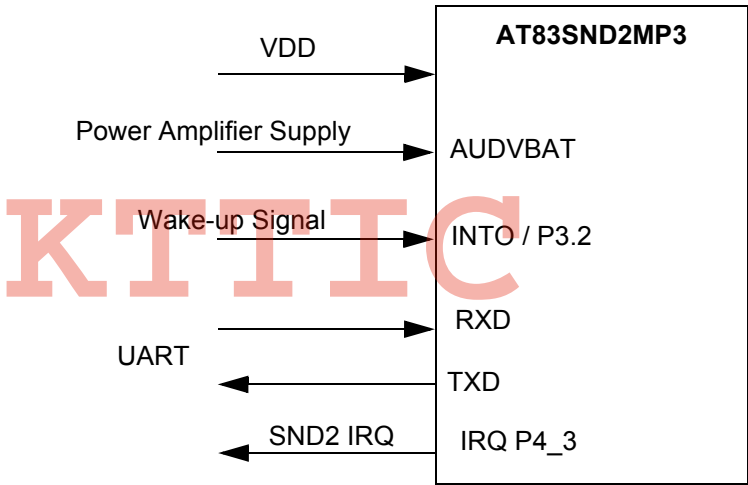 AT83SND2MP3
VDD
Power Amplifier Supply
AUDVBAT
Wake-up Signal
INTO / P3.2
KTTIC
RXD
UART
TXD
SND2 IRQ
IRQ P4_3